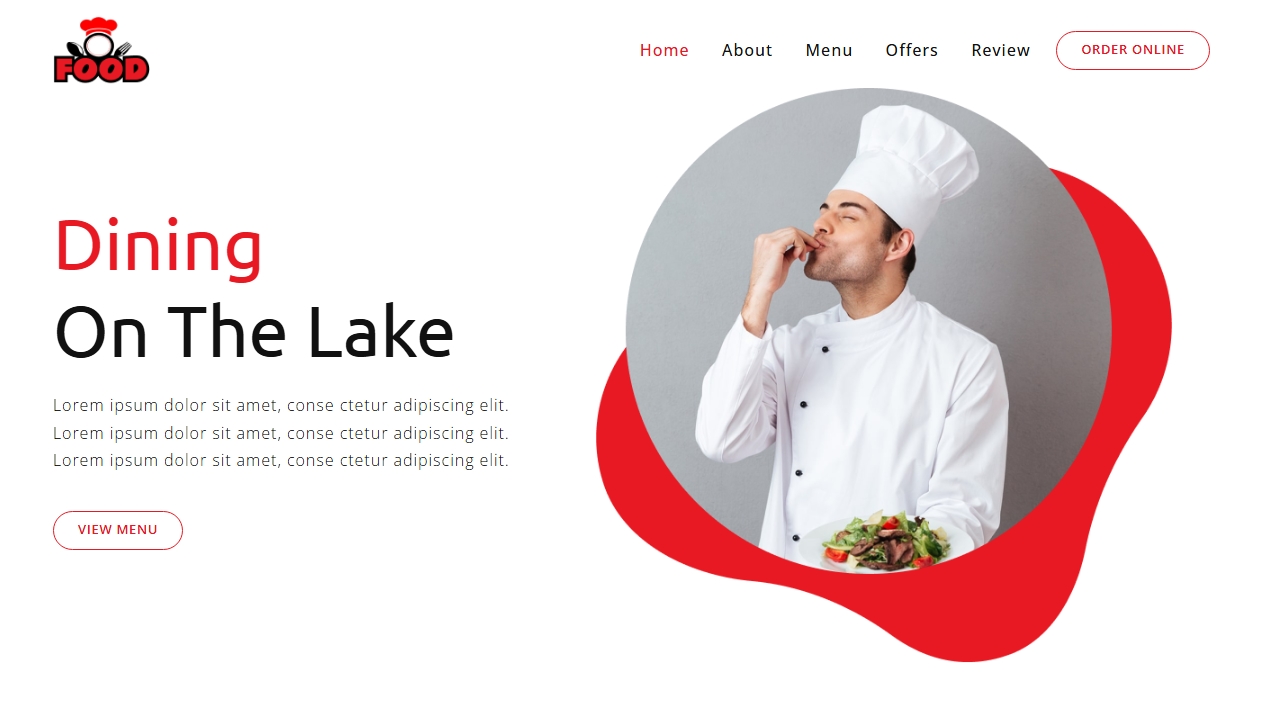 FOOD
Home About Menu Offers Review ORDER ONLINE
Dining
On The Lake
Lorem ipsum dolor sit amet, conse ctetur adipiscing elit.
Lorem ipsum dolor sit amet, conse ctetur adipiscing elit.
Lorem ipsum dolor sit amet, conse ctetur adipiscing elit.
VIEW MENU